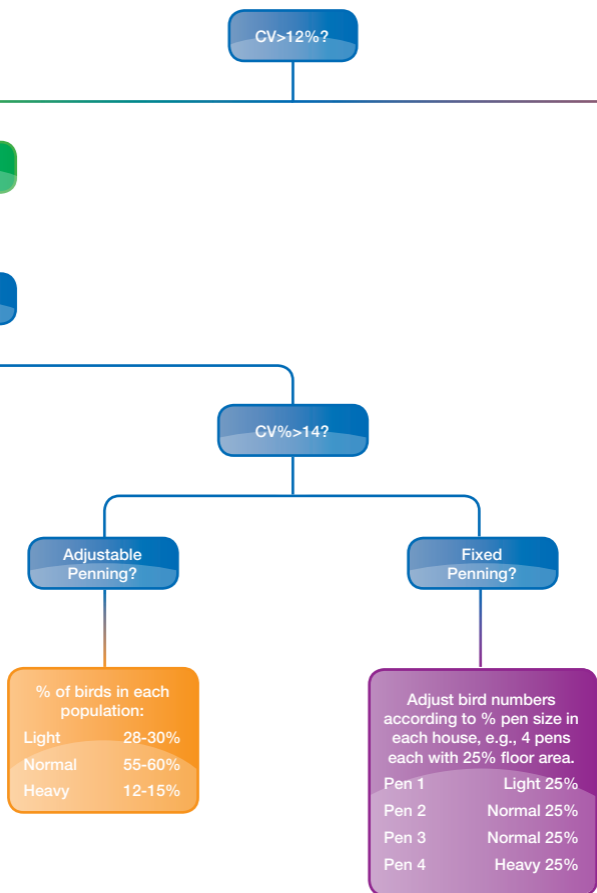 CV>12%?
CV%>14?
Adjustable
Penning?
Fixed
Penning?
% of birds in each
population:
Light 28-30%
Normal 55-60%
Heavy 12-15%
Adjust bird numbers
according to % pen size in
each house, e.g., 4 pens
each with 25% floor area.
Pen 1 Light 25%
Pen 2 Normal 25%
Pen 3 Normal 25%
Pen 4 Heavy 25%